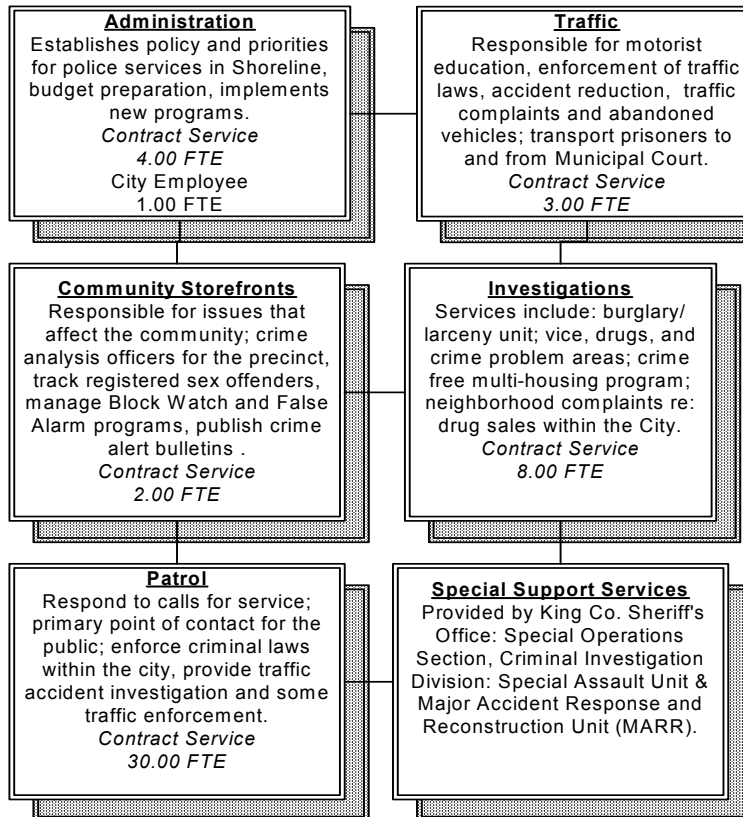 Administration
Establishes policy and priorities
for police services in Shoreline,
budget preparation, implements
new programs.
Contract Service
4.00 FTE
City Employee
1.00 FTE
Traffic
Responsible for motorist
education, enforcement of traffic
laws, accident reduction, traffic
complaints and abandoned
vehicles; transport prisoners to
and from Municipal Court.
Contract Service
3.00 FTE
Community Storefronts
Responsible for issues that
affect the community; crime
analysis officers for the precinct,
track registered sex offenders,
manage Block Watch and False
Alarm programs, publish crime
alert bulletins .
Contract Service
2.00 FTE
Investigations
Services include: burglary/
larceny unit; vice, drugs, and
crime problem areas; crime
free multi-housing program;
neighborhood complaints re:
drug sales within the City.
Contract Service
8.00 FTE
Patrol
Respond to calls for service;
primary point of contact for the
public; enforce criminal laws
within the city, provide traffic
accident investigation and some
traffic enforcement.
Contract Service
30.00 FTE
Special Support Services
Provided by King Co. Sheriff's
Office: Special Operations
Section, Criminal Investigation
Division: Special Assault Unit &
Major Accident Response and
Reconstruction Unit (MARR).